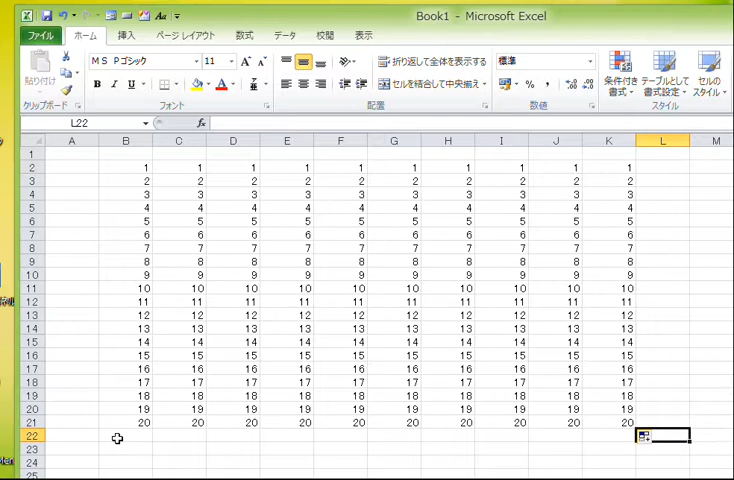 Book1 - Microsoft Excel
ファイル ホーム 挿入 ページ レイアウト 数式 データ 校閲 表示
貼り付け
ＭＳ Ｐゴシック 11 A A
折り返して全体を表示する
標準
B I U A
セルを結合して中央揃え
% ,
条件付き書式 テーブルとして書式設定 セルのスタイル
クリップボード フォント 配置 数値 スタイル
L22 fx
A B C D E F G H I J K L M
1
2 1 1 1 1 1 1 1 1 1 1
3 2 2 2 2 2 2 2 2 2 2
4 3 3 3 3 3 3 3 3 3 3
5 4 4 4 4 4 4 4 4 4 4
6 5 5 5 5 5 5 5 5 5 5
7 6 6 6 6 6 6 6 6 6 6
8 7 7 7 7 7 7 7 7 7 7
9 8 8 8 8 8 8 8 8 8 8
10 9 9 9 9 9 9 9 9 9 9
11 10 10 10 10 10 10 10 10 10 10
12 11 11 11 11 11 11 11 11 11 11
13 12 12 12 12 12 12 12 12 12 12
14 13 13 13 13 13 13 13 13 13 13
15 14 14 14 14 14 14 14 14 14 14
16 15 15 15 15 15 15 15 15 15 15
17 16 16 16 16 16 16 16 16 16 16
18 17 17 17 17 17 17 17 17 17 17
19 18 18 18 18 18 18 18 18 18 18
20 19 19 19 19 19 19 19 19 19 19
21 20 20 20 20 20 20 20 20 20 20
22
23
24
25